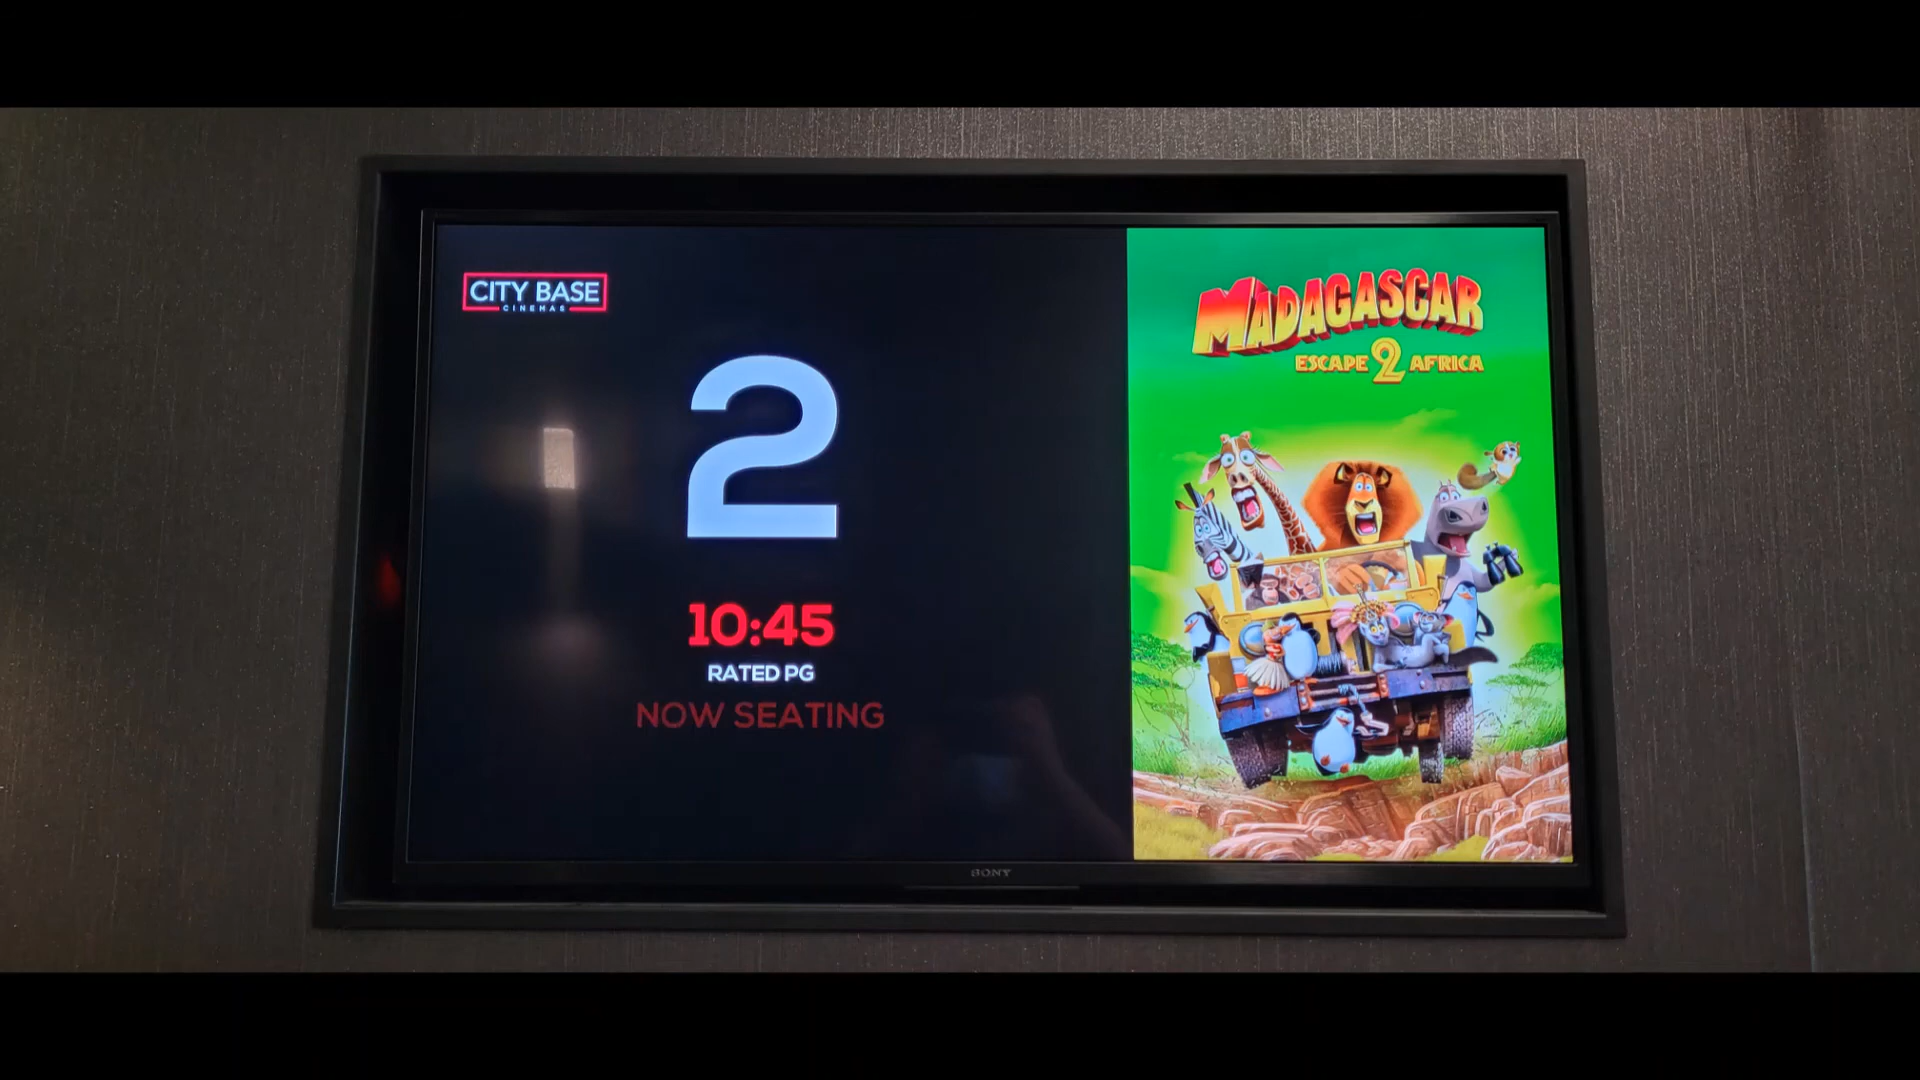 CITY BASE
CINEMAS
2
10:45
RATED PG
NOW SEATING
MADAGASCAR
ESCAPE 2 AFRICA
SONY